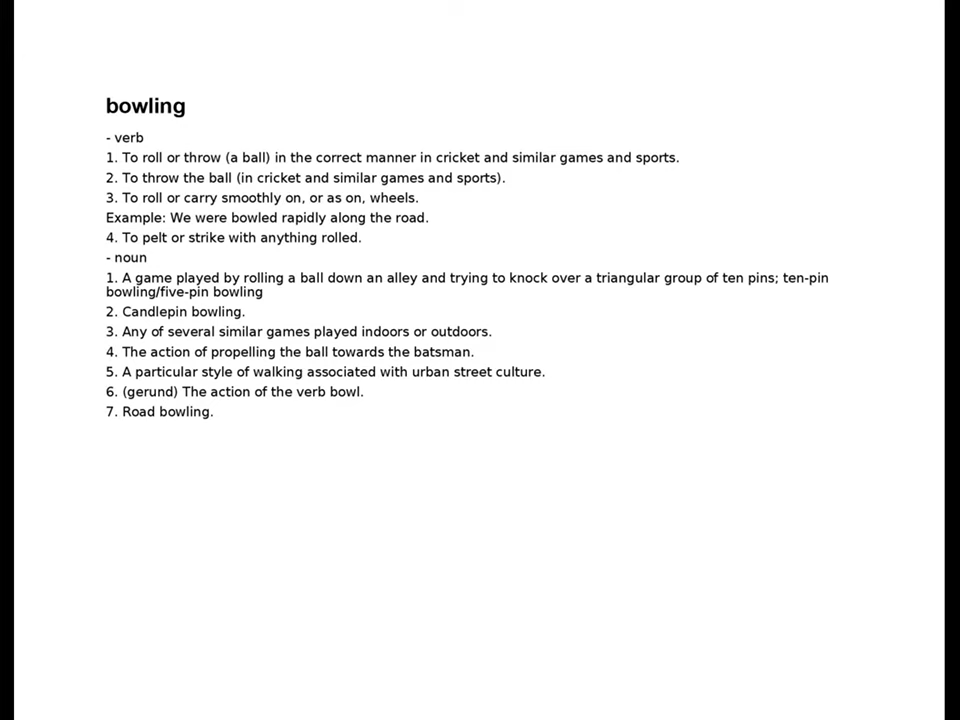 bowling
- verb
1. To roll or throw (a ball) in the correct manner in cricket and similar games and sports.
2. To throw the ball (in cricket and similar games and sports).
3. To roll or carry smoothly on, or as on, wheels.
Example: We were bowled rapidly along the road.
4. To pelt or strike with anything rolled.
- noun
1. A game played by rolling a ball down an alley and trying to knock over a triangular group of ten pins; ten-pin
bowling/five-pin bowling
2. Candlepin bowling.
3. Any of several similar games played indoors or outdoors.
4. The action of propelling the ball towards the batsman.
5. A particular style of walking associated with urban street culture.
6. (gerund) The action of the verb bowl.
7. Road bowling.